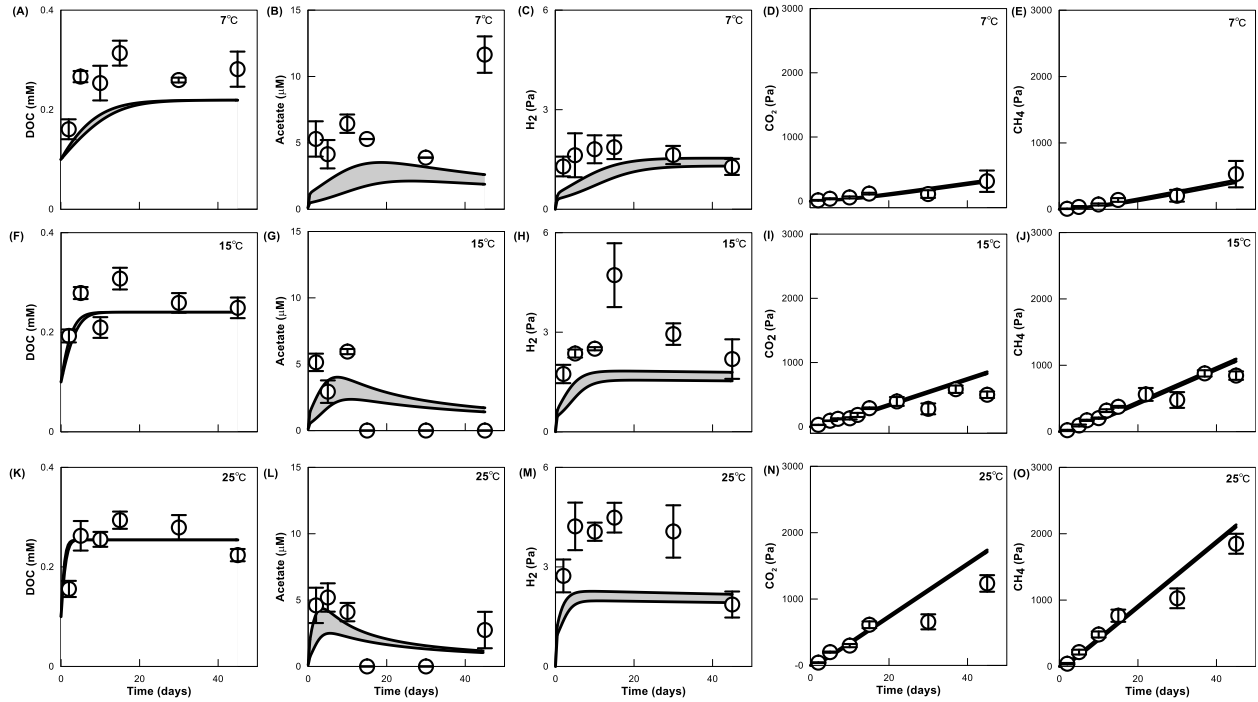 (A) 0.4 7°C
DOC (mM)
0.2
0
(B) 15 7°C
Acetate (μM)
10
5
0
(C) 6 7°C
H2 (Pa)
3
0
(D) 3000 7°C
CO2 (Pa)
2000
1000
0
(E) 3000 7°C
CH4 (Pa)
2000
1000
0
(F) 0.4 15°C
DOC (mM)
0.2
0
(G) 15 15°C
Acetate (μM)
10
5
0
(H) 6 15°C
H2 (Pa)
3
0
(I) 3000 15°C
CO2 (Pa)
2000
1000
0
(J) 3000 15°C
CH4 (Pa)
2000
1000
0
(K) 0.4 25°C
DOC (mM)
0.2
0
0 20 40
Time (days)
(L) 15 25°C
Acetate (μM)
10
5
0
0 20 40
Time (days)
(M) 6 25°C
H2 (Pa)
3
0
0 20 40
Time (days)
(N) 3000 25°C
CO2 (Pa)
2000
1000
-0
0 20 40
Time (days)
(O) 3000 25°C
CH4 (Pa)
2000
1000
0
0 20 40
Time (days)